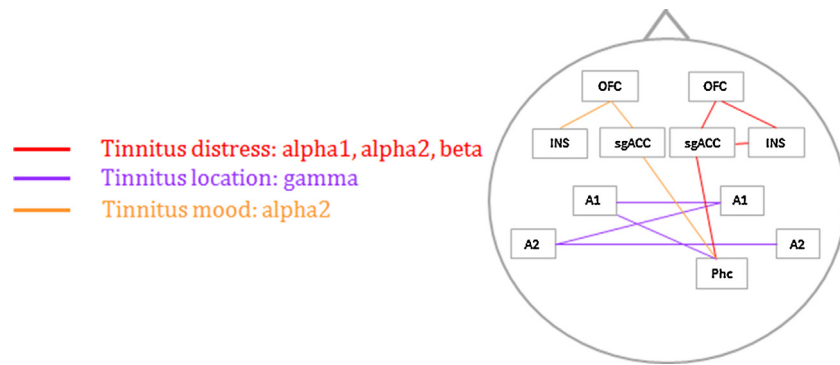 OFC OFC
INS sgACC sgACC INS
Tinnitus distress: alpha1, alpha2, beta
Tinnitus location: gamma
Tinnitus mood: alpha2
A1 A1
A2 A2
Phc